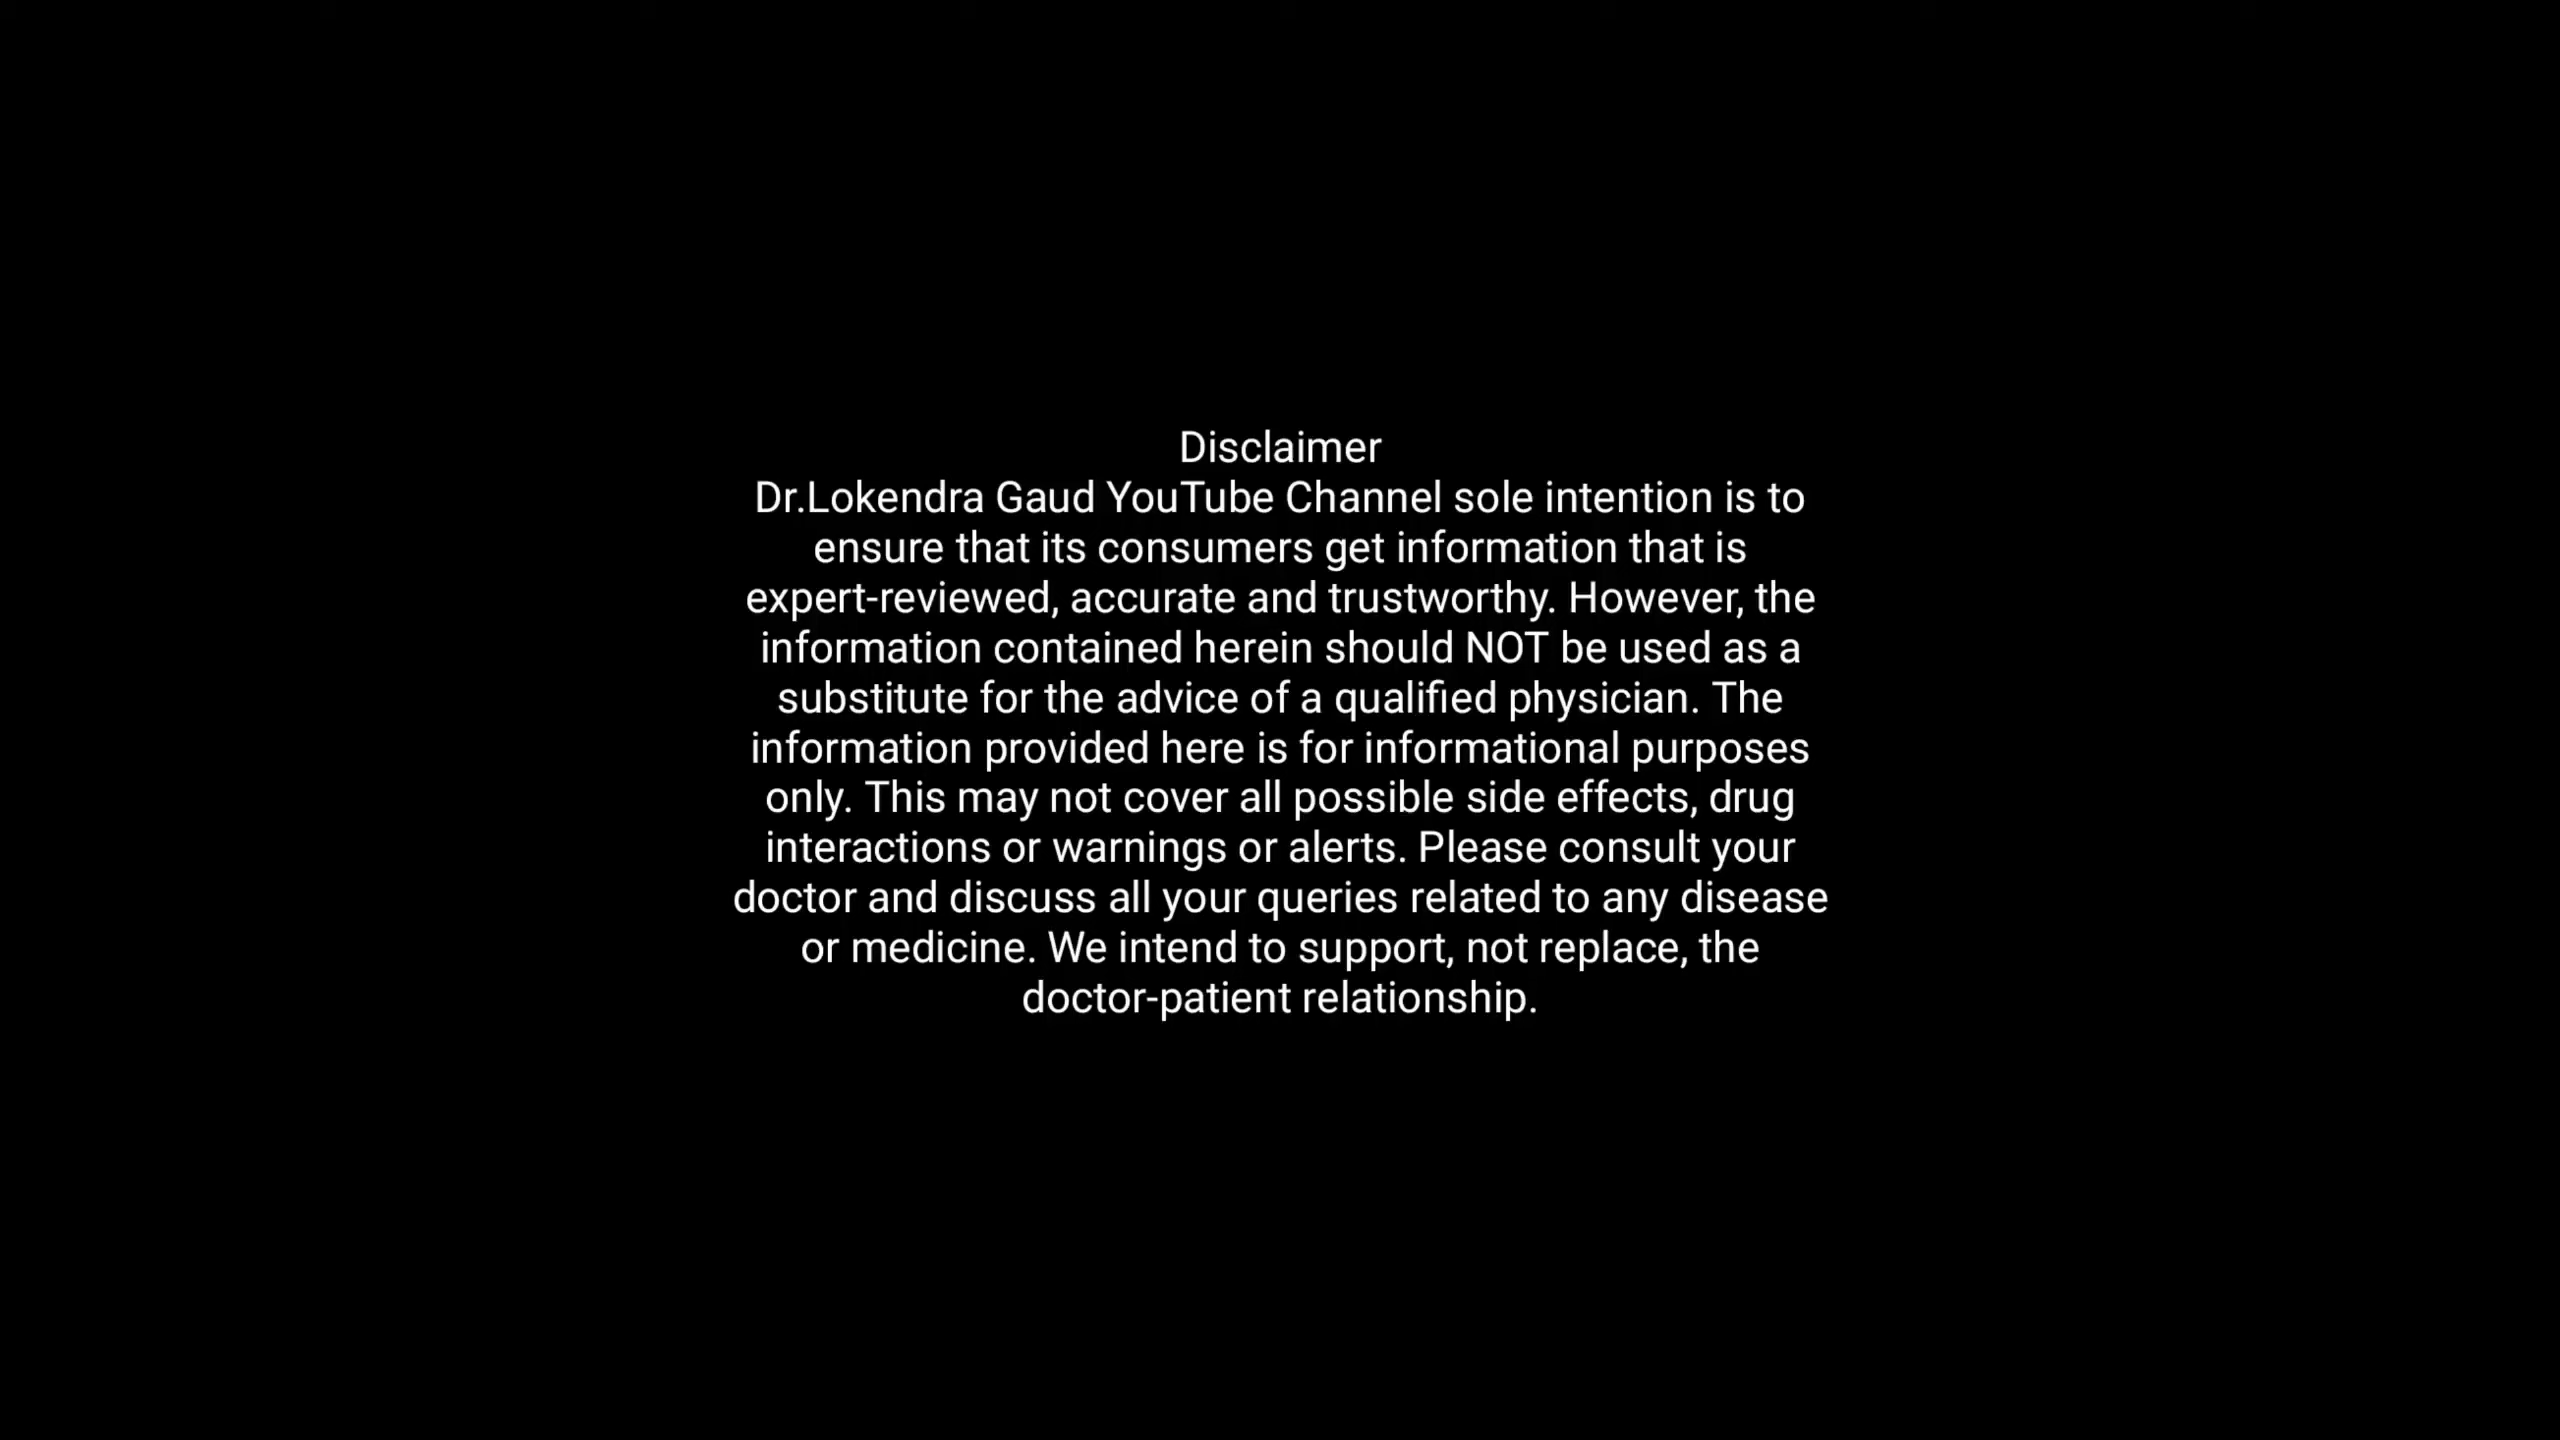 Disclaimer
Dr.Lokendra Gaud YouTube Channel sole intention is to
ensure that its consumers get information that is
expert-reviewed, accurate and trustworthy. However, the
information contained herein should NOT be used as a
substitute for the advice of a qualified physician. The
information provided here is for informational purposes
only. This may not cover all possible side effects, drug
interactions or warnings or alerts. Please consult your
doctor and discuss all your queries related to any disease
or medicine. We intend to support, not replace, the
doctor-patient relationship.